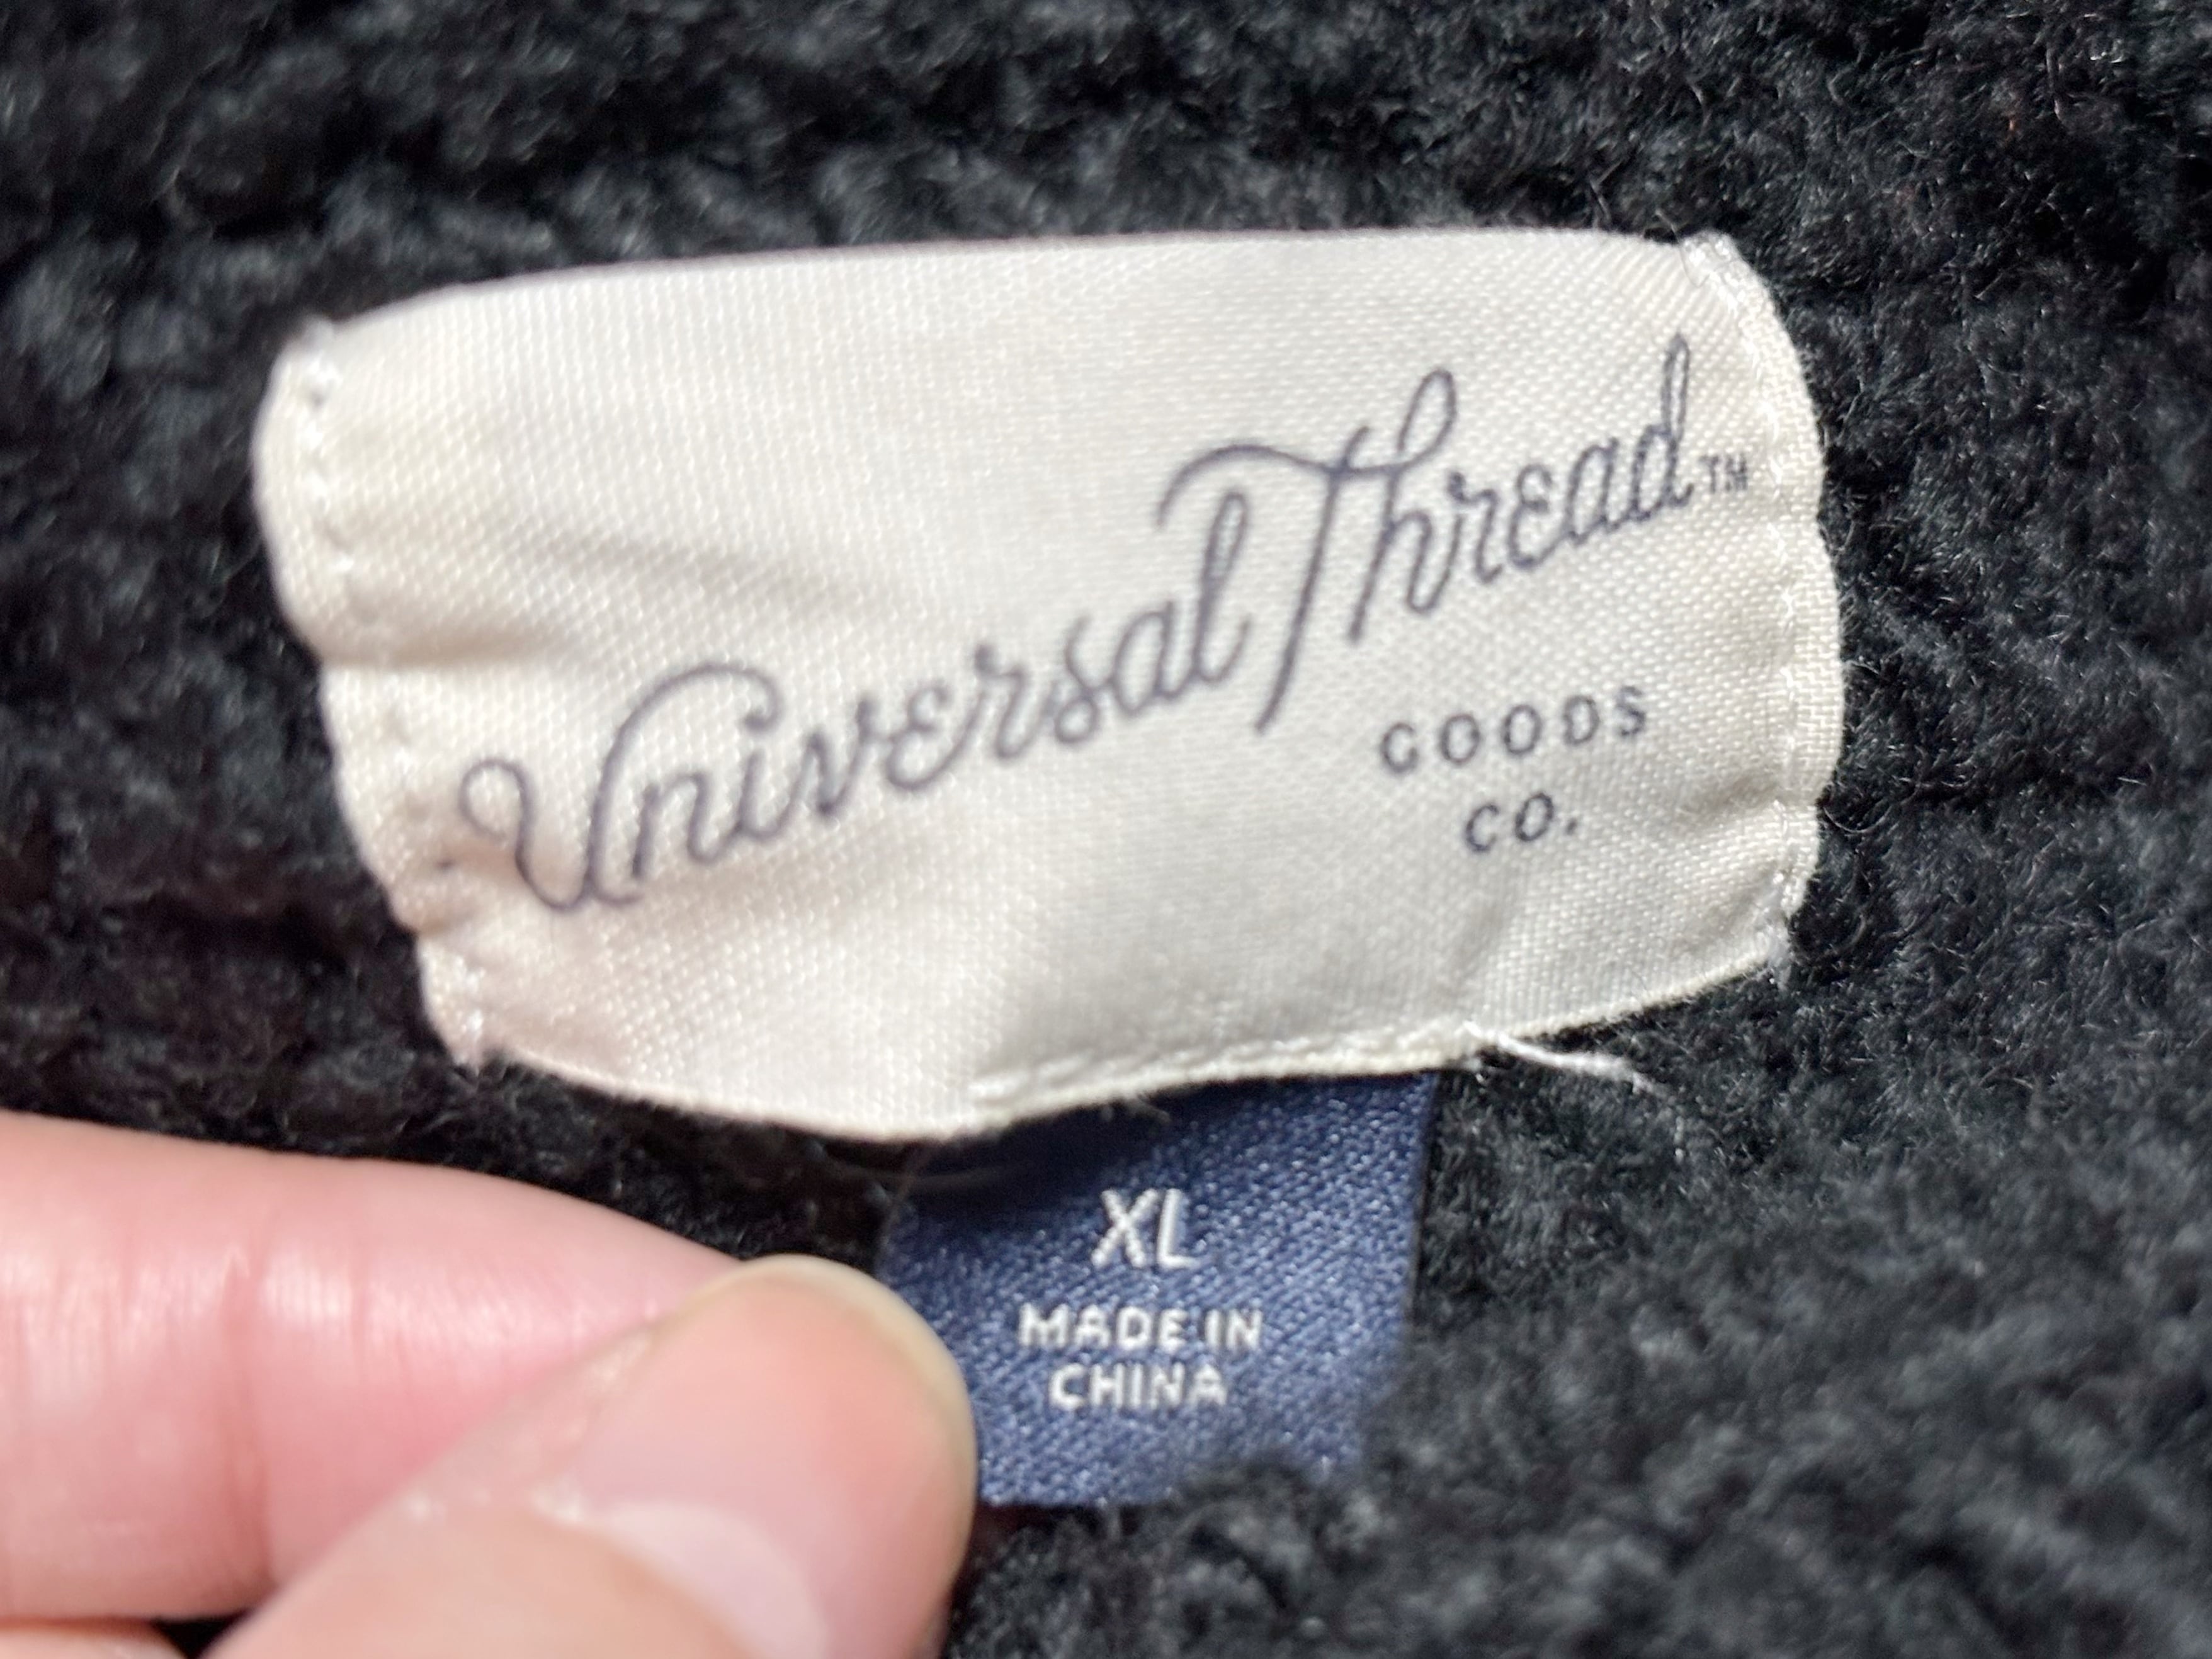 Universal Thread™
GOODS
CO.
XL
MADE IN
CHINA